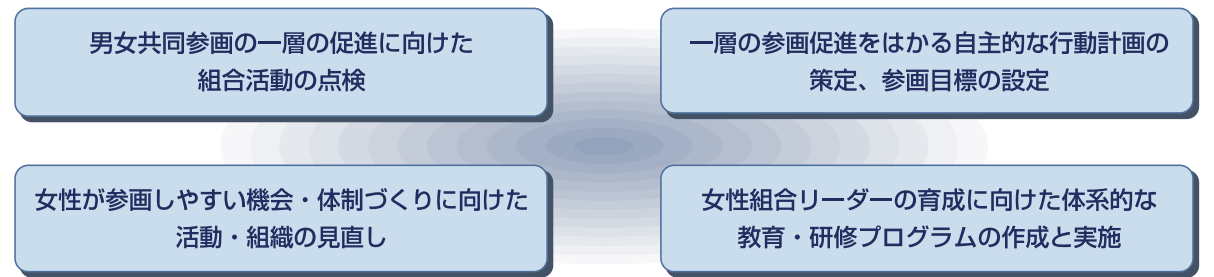 男女共同参画の一層の促進に向けた
組合活動の点検
一層の参画促進をはかる自主的な行動計画の
策定、参画目標の設定
女性が参画しやすい機会・体制づくりに向けた
活動・組織の見直し
女性組合リーダーの育成に向けた体系的な
教育・研修プログラムの作成と実施